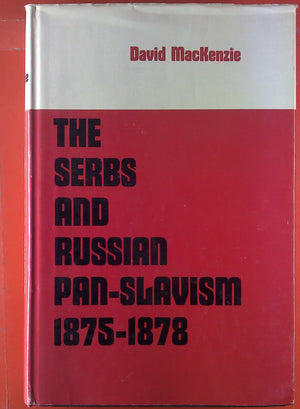 David MacKenzie
THE
SERBS
AND
RUSSIAN
PAN-SLAVISM
1875-1878